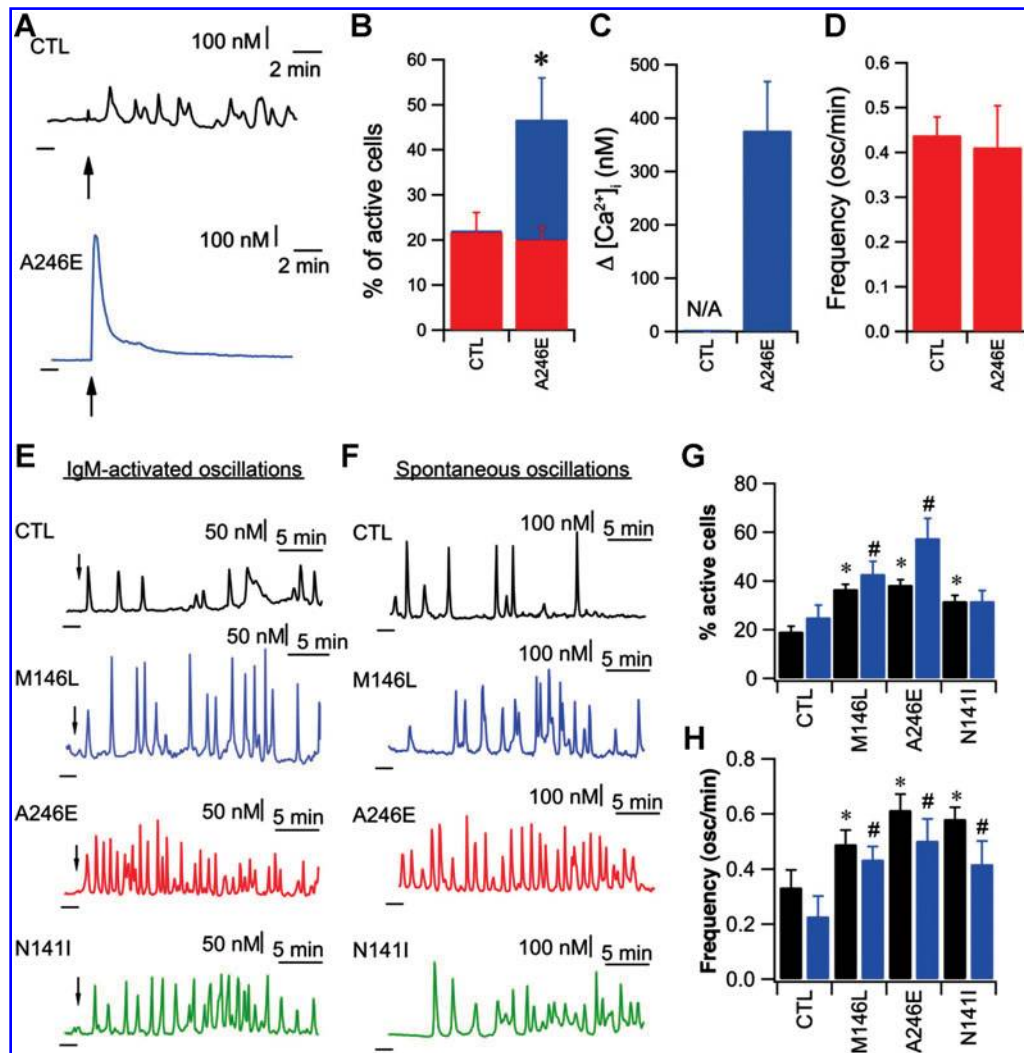 A
CTL
100 nM
2 min
A246E
100 nM
2 min
B
% of active cells
60
50
40
30
20
10
0
*
CTL
A246E
C
Δ [Ca²⁺]ᵢ (nM)
500
400
300
200
100
0
N/A
CTL
A246E
D
Frequency (osc/min)
0.6
0.5
0.4
0.3
0.2
0.1
0.0
CTL
A246E
E
IgM-activated oscillations
CTL
50 nM
5 min
M146L
50 nM
5 min
A246E
50 nM
5 min
N141I
50 nM
5 min
F
Spontaneous oscillations
CTL
100 nM
5 min
M146L
100 nM
5 min
A246E
100 nM
5 min
N141I
100 nM
5 min
G
% active cells
80
60
40
20
0
* # * # *
CTL
M146L
A246E
N141I
H
Frequency (osc/min)
0.8
0.6
0.4
0.2
0.0
* # * # * #
CTL
M146L
A246E
N141I